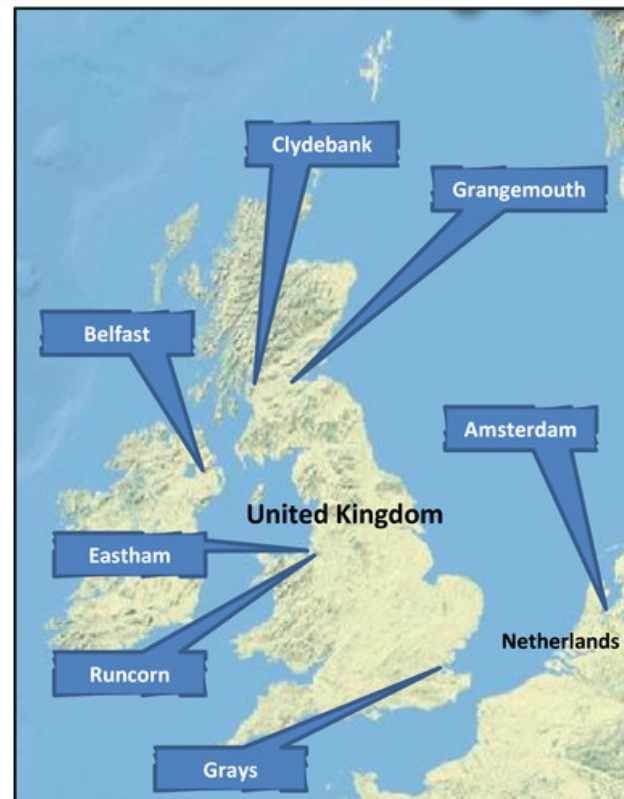 Clydebank
Grangemouth
Belfast
Amsterdam
United Kingdom
Eastham
Netherlands
Runcorn
Grays